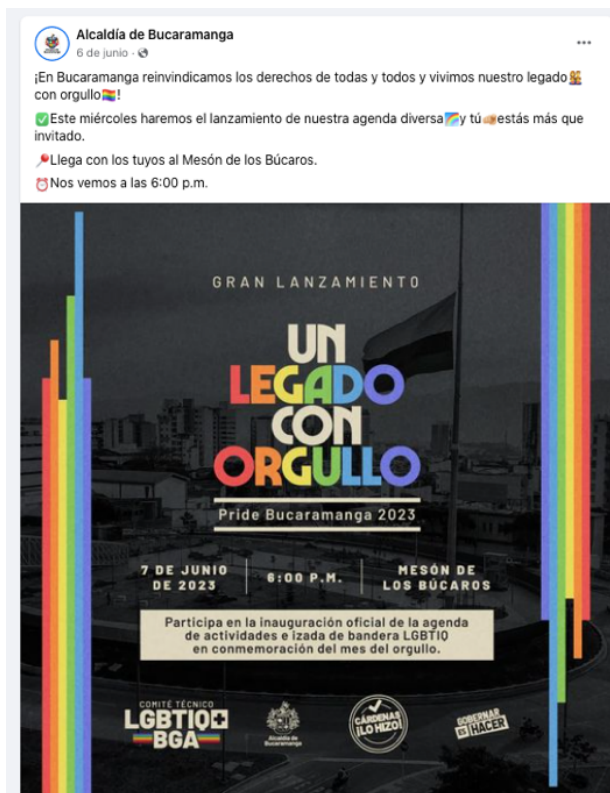 Alcaldía de Bucaramanga
6 de junio ·
¡En Bucaramanga reinvindicamos los derechos de todas y todos y vivimos nuestro legado
con orgullo!
Este miércoles haremos el lanzamiento de nuestra agenda diversa y tú estás más que
invitado.
Llega con los tuyos al Mesón de los Búcaros.
Nos vemos a las 6:00 p.m.
GRAN LANZAMIENTO
UN
LEGADO
CON
ORGULLO
Pride Bucaramanga 2023
7 DE JUNIO
DE 2023
6:00 P.M.
MESÓN DE
LOS BÚCAROS
Participa en la inauguración oficial de la agenda
de actividades e izada de bandera LGBTIQ
en conmemoración del mes del orgullo.
COMITÉ TÉCNICO
LGBTIQ+
BGA
Alcaldía de
Bucaramanga
CÁRDENAS
¡LO HIZO!
GOBERNAR
ES HACER